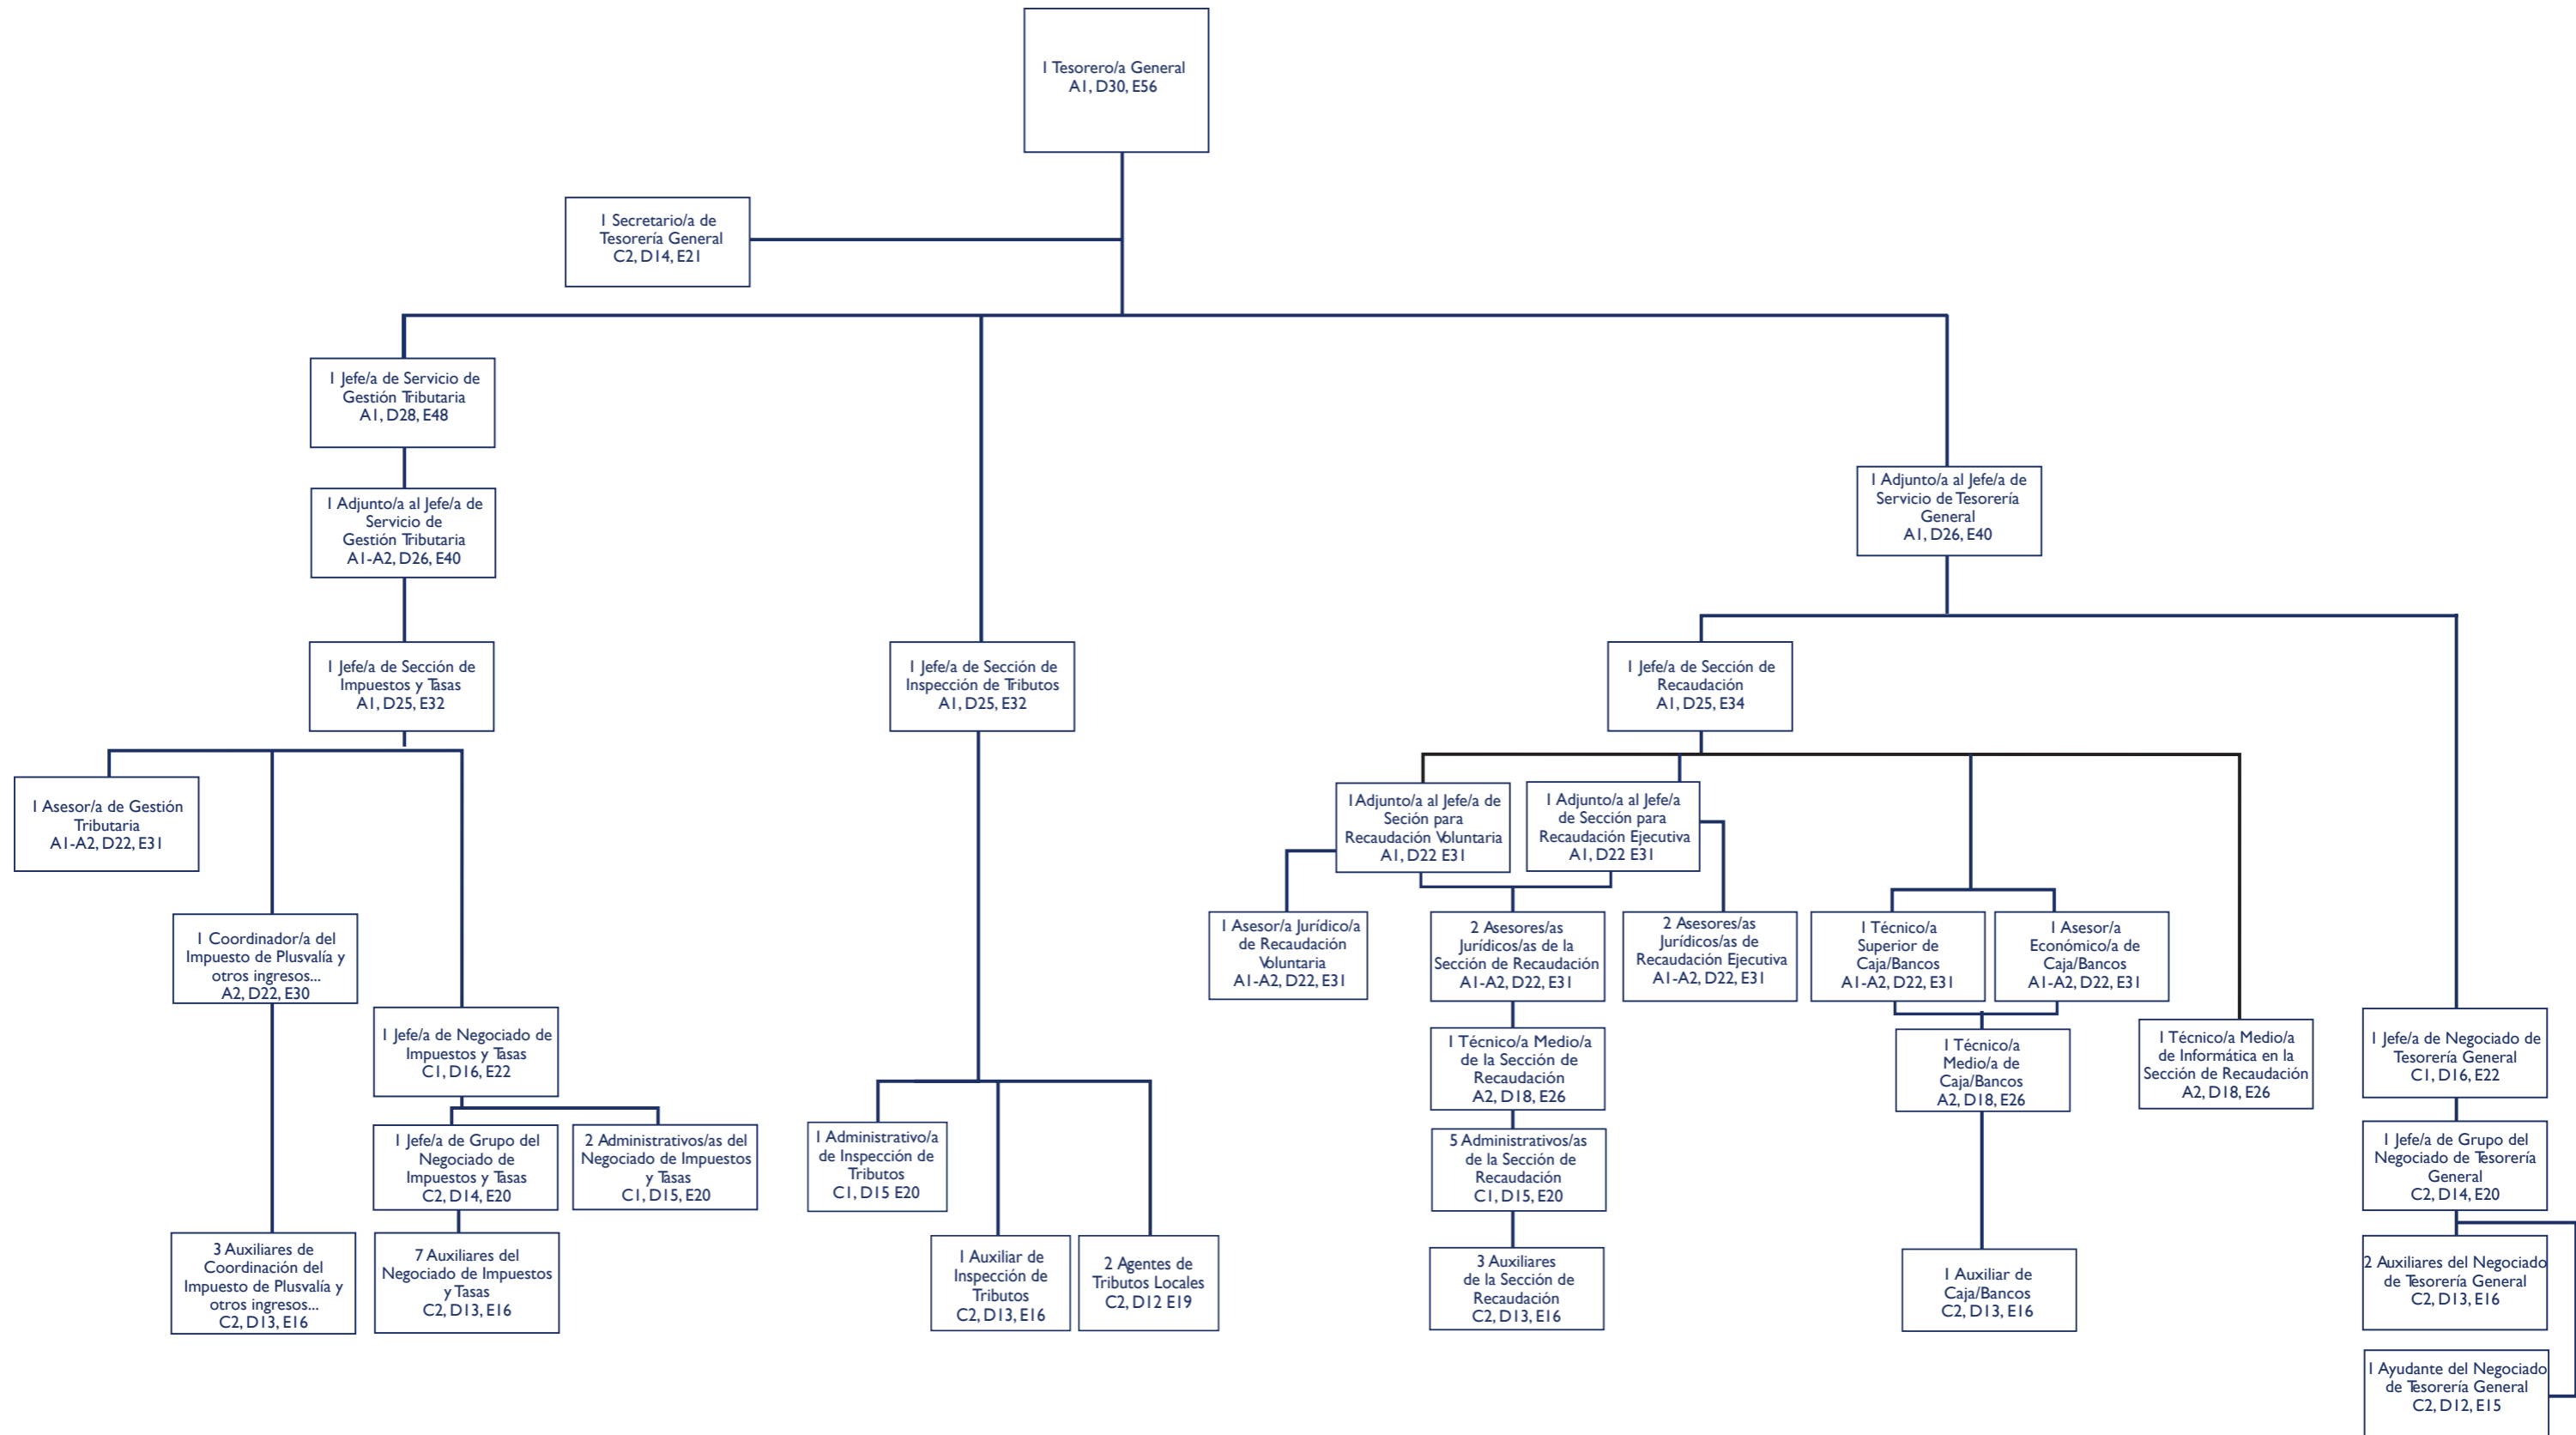 1 Tesorero/a General
A1, D30, E56
1 Secretario/a de
Tesorería General
C2, D14, E21
1 Jefe/a de Servicio de
Gestión Tributaria
A1, D28, E48
1 Adjunto/a al Jefe/a de
Servicio de Tesorería
General
A1, D26, E40
1 Adjunto/a al Jefe/a de
Servicio de
Gestión Tributaria
A1-A2, D26, E40
1 Jefe/a de Sección de
Impuestos y Tasas
A1, D25, E32
1 Jefe/a de Sección de
Inspección de Tributos
A1, D25, E32
1 Jefe/a de Sección de
Recaudación
A1, D25, E34
1 Asesor/a de Gestión
Tributaria
A1-A2, D22, E31
1 Adjunto/a al Jefe/a de
Seción para
Recaudación Voluntaria
A1, D22 E31
1 Adjunto/a al Jefe/a
de Sección para
Recaudación Ejecutiva
A1, D22 E31
1 Coordinador/a del
Impuesto de Plusvalía y
otros ingresos...
A2, D22, E30
1 Asesor/a Jurídico/a
de Recaudación
Voluntaria
A1-A2, D22, E31
2 Asesores/as
Jurídicos/as de la
Sección de Recaudación
A1-A2, D22, E31
2 Asesores/as
Jurídicos/as de
Recaudación Ejecutiva
A1-A2, D22, E31
1 Técnico/a
Superior de
Caja/Bancos
A1-A2, D22, E31
1 Asesor/a
Económico/a de
Caja/Bancos
A1-A2, D22, E31
1 Jefe/a de Negociado de
Impuestos y Tasas
C1, D16, E22
1 Técnico/a Medio/a
de la Sección de
Recaudación
A2, D18, E26
1 Técnico/a
Medio/a de
Caja/Bancos
A2, D18, E26
1 Técnico/a Medio/a
de Informática en la
Sección de Recaudación
A2, D18, E26
1 Jefe/a de Negociado de
Tesorería General
C1, D16, E22
1 Jefe/a de Grupo del
Negociado de
Impuestos y Tasas
C2, D14, E20
2 Administrativos/as del
Negociado de Impuestos
y Tasas
C1, D15, E20
1 Administrativo/a
de Inspección de
Tributos
C1, D15 E20
5 Administrativos/as
de la Sección de
Recaudación
C1, D15, E20
1 Jefe/a de Grupo del
Negociado de Tesorería
General
C2, D14, E20
3 Auxiliares de
Coordinación del
Impuesto de Plusvalía y
otros ingresos...
C2, D13, E16
7 Auxiliares del
Negociado de Impuestos
y Tasas
C2, D13, E16
1 Auxiliar de
Inspección de
Tributos
C2, D13, E16
2 Agentes de
Tributos Locales
C2, D12 E19
3 Auxiliares
de la Sección de
Recaudación
C2, D13, E16
1 Auxiliar de
Caja/Bancos
C2, D13, E16
2 Auxiliares del Negociado
de Tesorería General
C2, D13, E16
1 Ayudante del Negociado
de Tesorería General
C2, D12, E15